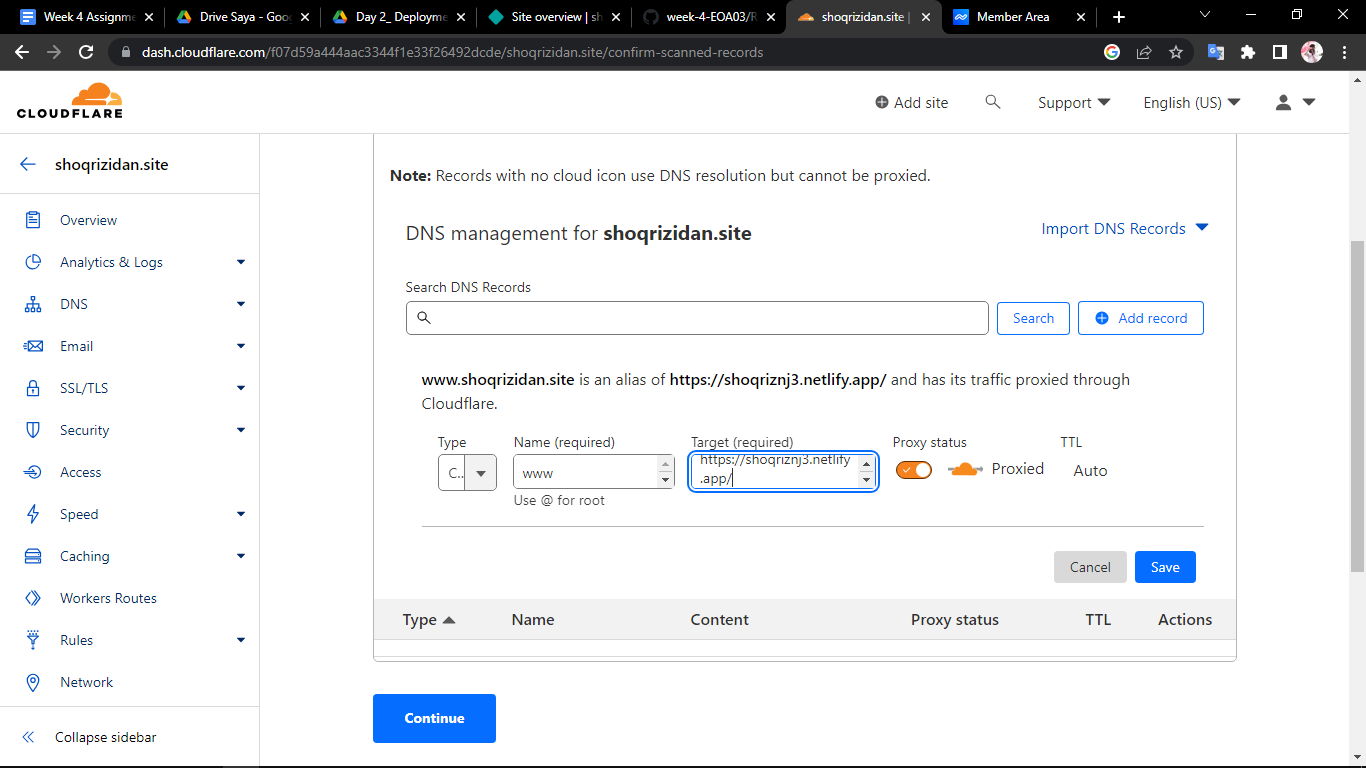 Week 4 Assignme
Drive Saya - Goo
Day 2_ Deployme
Site overview | sh
week-4-EOA03/R
shoqrizidan.site |
Member Area
dash.cloudflare.com/f07d59a444aac3344f1e33f26492dcde/shoqrizidan.site/confirm-scanned-records
CLOUDFLARE
Add site
Support
English (US)
shoqrizidan.site
Overview
Analytics & Logs
DNS
Email
SSL/TLS
Security
Access
Speed
Caching
Workers Routes
Rules
Network
Collapse sidebar
Note: Records with no cloud icon use DNS resolution but cannot be proxied.
DNS management for shoqrizidan.site
Import DNS Records
Search DNS Records
Search
Add record
www.shoqrizidan.site is an alias of https://shoqriznj3.netlify.app/ and has its traffic proxied through
Cloudflare.
Type
Name (required)
Target (required)
Proxy status
TTL
C..
www
https://shoqriznj3.netlify
.app/
Proxied
Auto
Use @ for root
Cancel
Save
Type
Name
Content
Proxy status
TTL
Actions
Continue